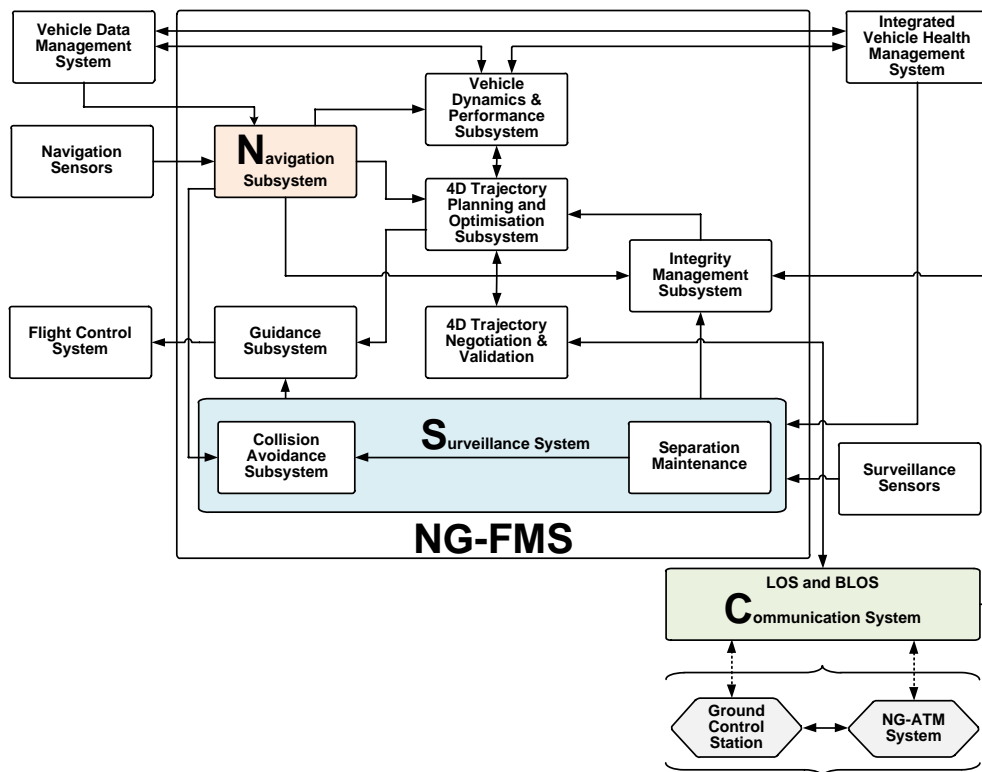 Vehicle Data
Management
System
Integrated
Vehicle Health
Management
System
Vehicle
Dynamics &
Performance
Subsystem
Navigation
Sensors
Navigation
Subsystem
4D Trajectory
Planning and
Optimisation
Subsystem
Integrity
Management
Subsystem
Flight Control
System
Guidance
Subsystem
4D Trajectory
Negotiation &
Validation
Collision
Avoidance
Subsystem
Surveillance System
Separation
Maintenance
Surveillance
Sensors
NG-FMS
LOS and BLOS
Communication System
Ground
Control
Station
NG-ATM
System